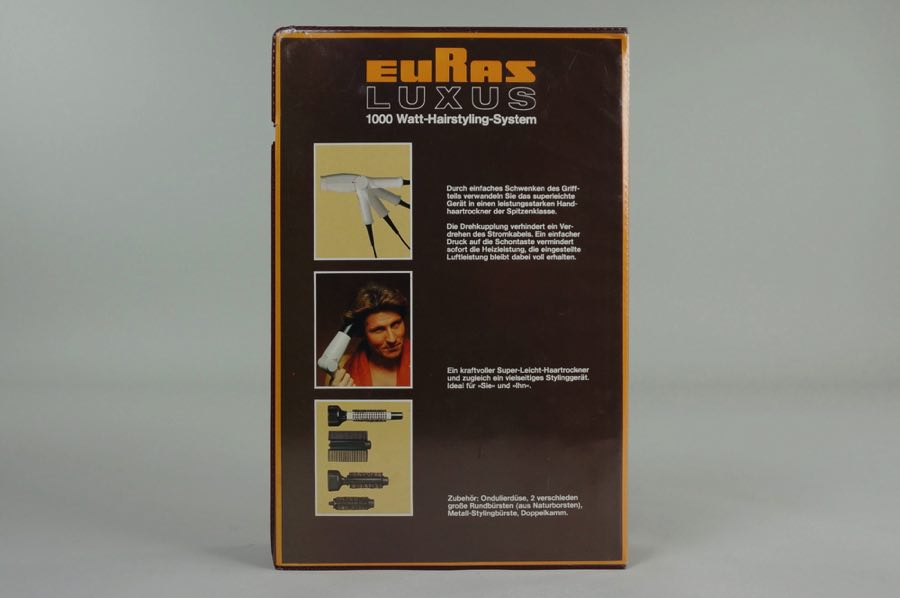 euRas
LUXUS
1000 Watt-Hairstyling-System
Durch einfaches Schwenken des Griff-
teils verwandeln Sie das superleichte
Gerät in einen leistungsstarken Hand-
haartrockner der Spitzenklasse.
Die Drehkupplung verhindert ein Ver-
drehen des Stromkabels. Ein einfacher
Druck auf die Schontaste vermindert
sofort die Heizleistung, die eingestellte
Luftleistung bleibt dabei voll erhalten.
Ein kraftvoller Super-Leicht-Haartrockner
und zugleich ein vielseitiges Stylinggerät.
Ideal für »Sie« und »Ihn«.
Zubehör: Ondulierdüse, 2 verschieden
große Rundbürsten (aus Naturborsten),
Metall-Stylingbürste, Doppelkamm.